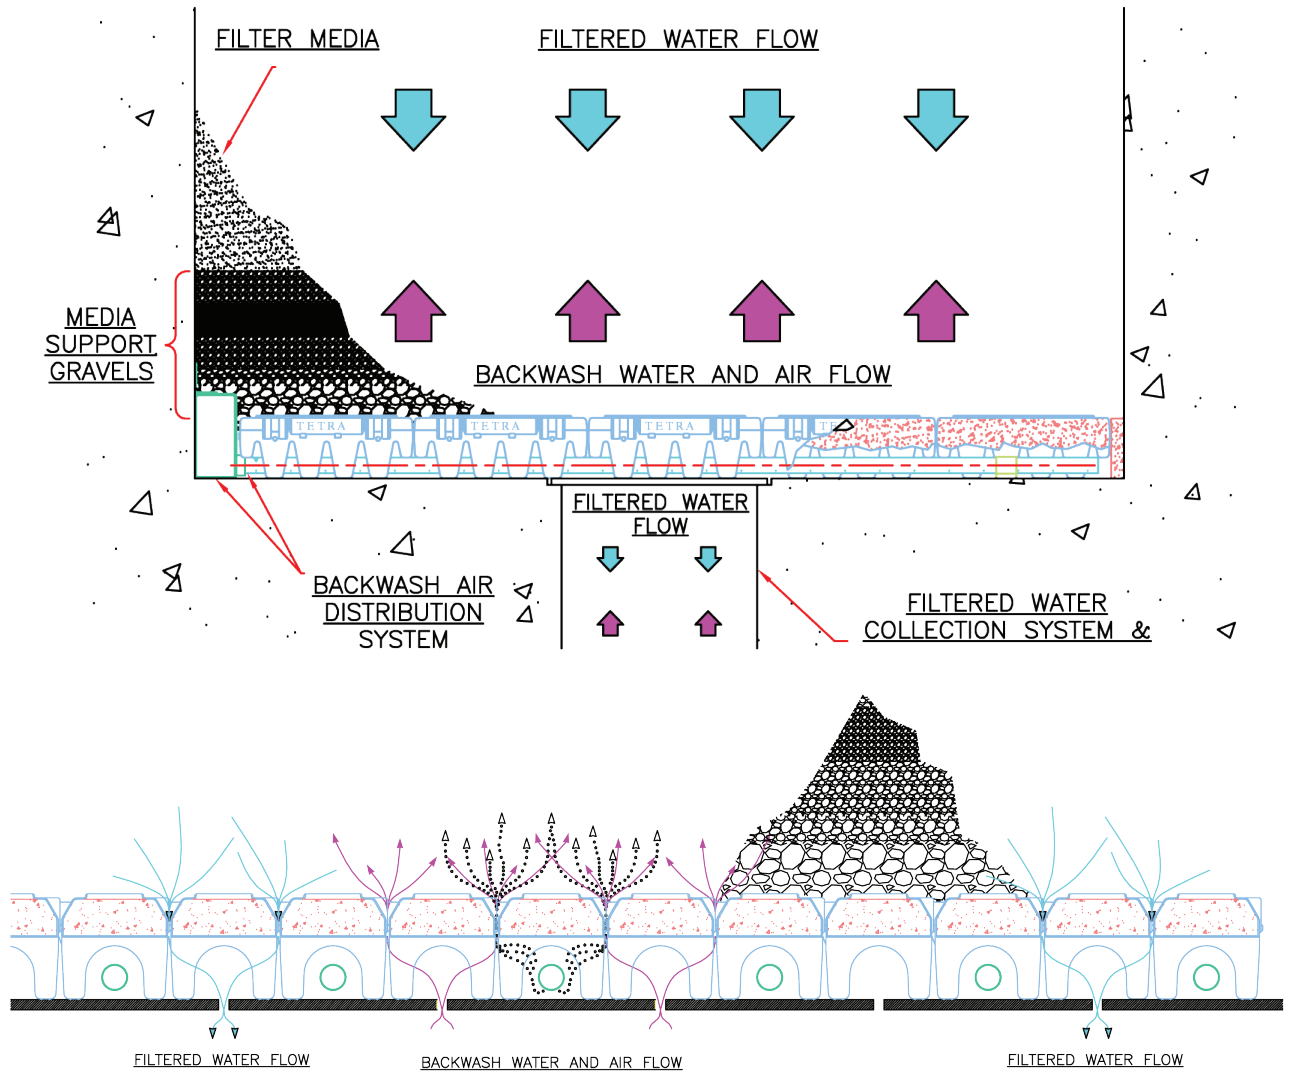 FILTER MEDIA
FILTERED WATER FLOW
MEDIA
SUPPORT
GRAVELS
BACKWASH WATER AND AIR FLOW
TETRA
TETRA
TETRA
TE
FILTERED WATER
FLOW
BACKWASH AIR
DISTRIBUTION
SYSTEM
FILTERED WATER
COLLECTION SYSTEM &
FILTERED WATER FLOW
BACKWASH WATER AND AIR FLOW
FILTERED WATER FLOW